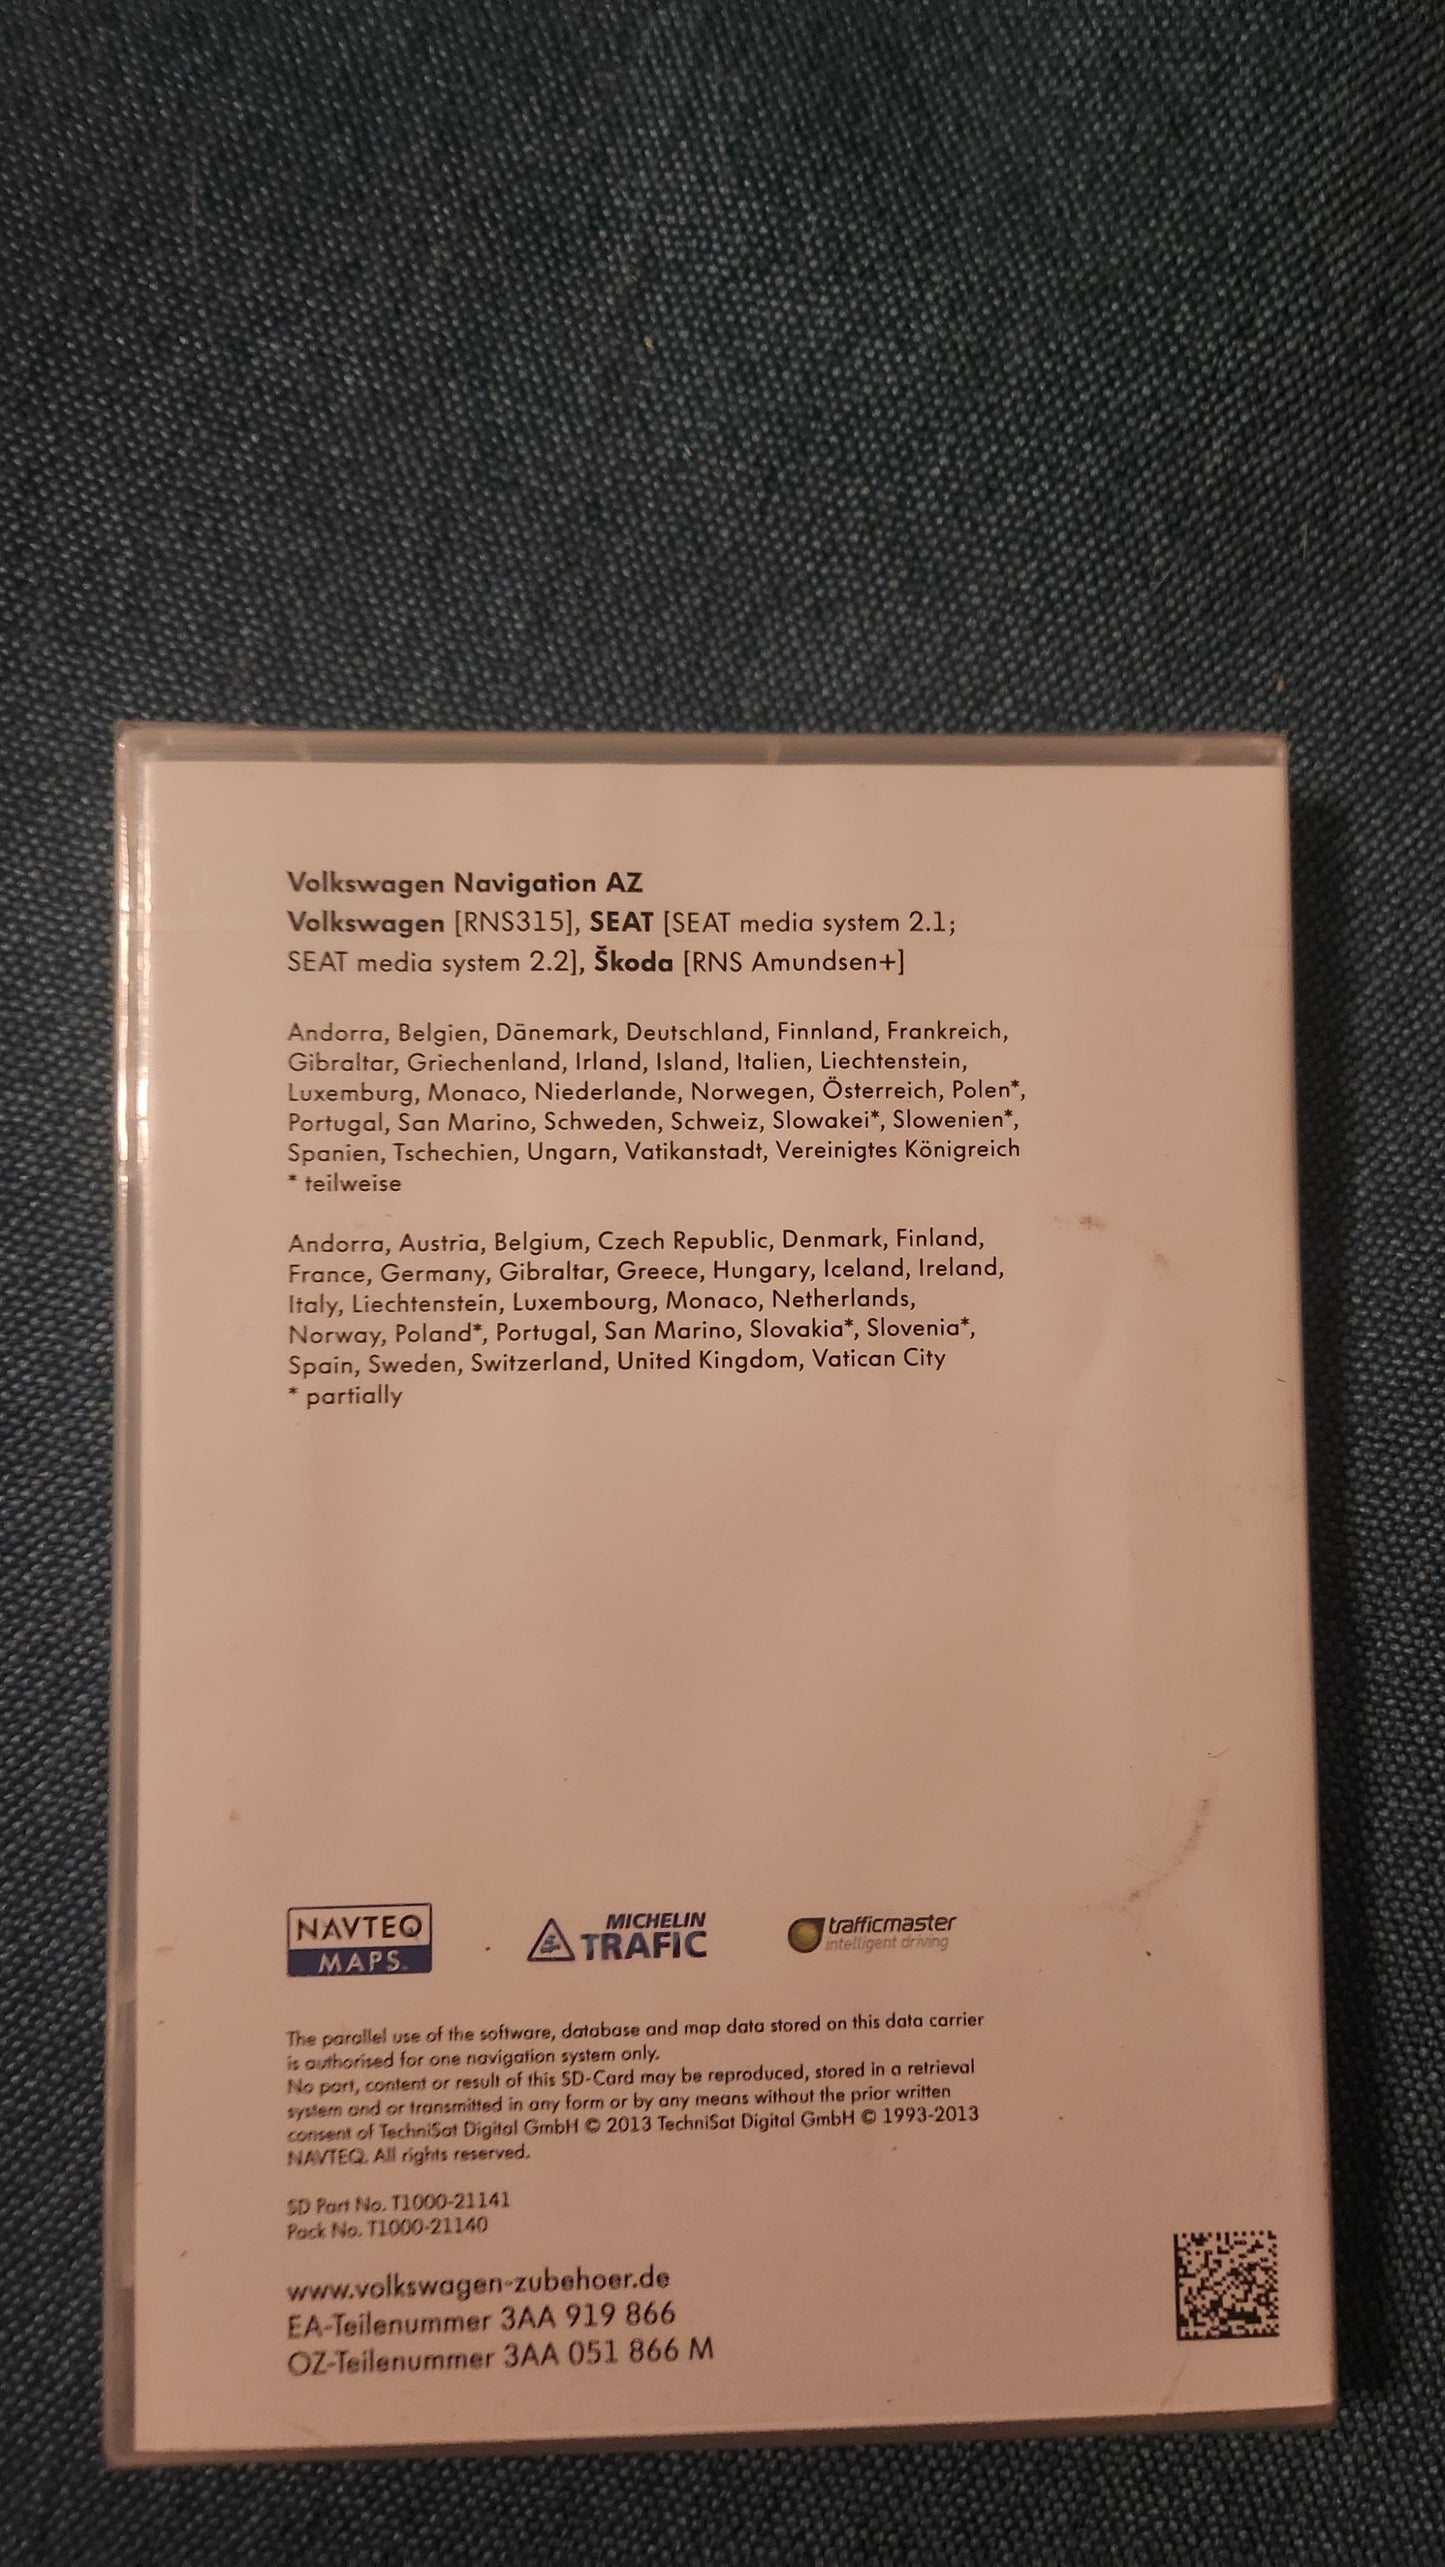 Volkswagen Navigation AZ
Volkswagen [RNS315], SEAT [SEAT media system 2.1;
SEAT media system 2.2], Škoda [RNS Amundsen+]
Andorra, Belgien, Dänemark, Deutschland, Finnland, Frankreich,
Gibraltar, Griechenland, Irland, Island, Italien, Liechtenstein,
Luxemburg, Monaco, Niederlande, Norwegen, Österreich, Polen*,
Portugal, San Marino, Schweden, Schweiz, Slowakei*, Slowenien*,
Spanien, Tschechien, Ungarn, Vatikanstadt, Vereinigtes Königreich
* teilweise
Andorra, Austria, Belgium, Czech Republic, Denmark, Finland,
France, Germany, Gibraltar, Greece, Hungary, Iceland, Ireland,
Italy, Liechtenstein, Luxembourg, Monaco, Netherlands,
Norway, Poland*, Portugal, San Marino, Slovakia*, Slovenia*,
Spain, Sweden, Switzerland, United Kingdom, Vatican City
* partially
NAVTEQ
MAPS.
MICHELIN
TRAFIC
trafficmaster
intelligent driving
The parallel use of the software, database and map data stored on this data carrier
is authorised for one navigation system only.
No part, content or result of this SD-Card may be reproduced, stored in a retrieval
system and or transmitted in any form or by any means without the prior written
consent of TechniSat Digital GmbH © 2013 TechniSat Digital GmbH © 1993-2013
NAVTEQ. All rights reserved.
SD Part No. T1000-21141
Pack No. T1000-21140
www.volkswagen-zubehoer.de
EA-Teilenummer 3AA 919 866
OZ-Teilenummer 3AA 051 866 M